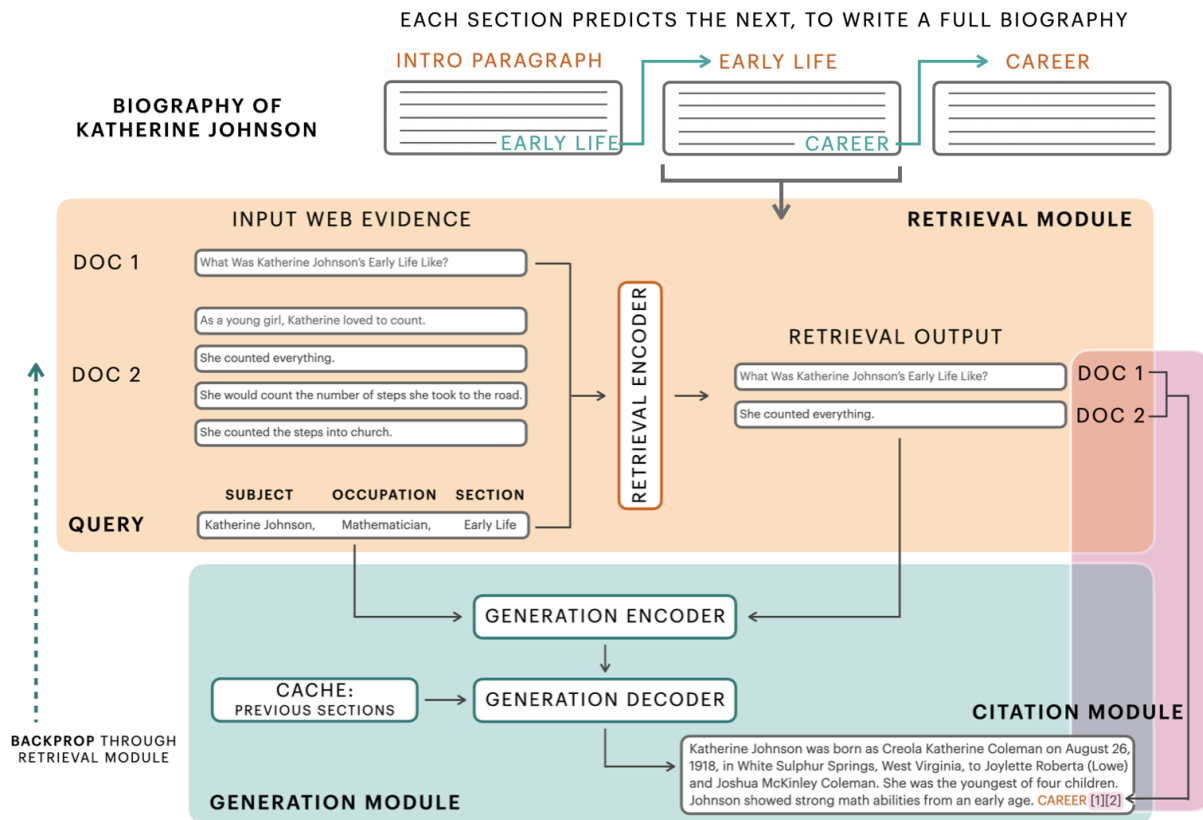 EACH SECTION PREDICTS THE NEXT, TO WRITE A FULL BIOGRAPHY
INTRO PARAGRAPH
EARLY LIFE
CAREER
BIOGRAPHY OF
KATHERINE JOHNSON
EARLY LIFE
CAREER
INPUT WEB EVIDENCE
RETRIEVAL MODULE
DOC 1
What Was Katherine Johnson's Early Life Like?
As a young girl, Katherine loved to count.
She counted everything.
DOC 2
She would count the number of steps she took to the road.
She counted the steps into church.
RETRIEVAL ENCODER
RETRIEVAL OUTPUT
What Was Katherine Johnson's Early Life Like?
DOC 1
She counted everything.
DOC 2
SUBJECT OCCUPATION SECTION
QUERY
Katherine Johnson, Mathematician, Early Life
GENERATION ENCODER
CACHE:
PREVIOUS SECTIONS
GENERATION DECODER
CITATION MODULE
BACKPROP THROUGH
RETRIEVAL MODULE
Katherine Johnson was born as Creola Katherine Coleman on August 26,
1918, in White Sulphur Springs, West Virginia, to Joylette Roberta (Lowe)
and Joshua McKinley Coleman. She was the youngest of four children.
Johnson showed strong math abilities from an early age. CAREER [1][2]
GENERATION MODULE